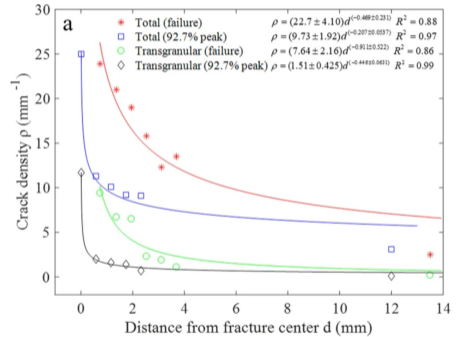 a
Total (failure) ρ = (22.7±4.10)d^(−0.469±0.231) R² = 0.88
Total (92.7% peak) ρ = (9.73±1.92)d^(−0.207±0.0537) R² = 0.97
Transgranular (failure) ρ = (7.64±2.16)d^(−0.911±0.522) R² = 0.86
Transgranular (92.7% peak) ρ = (1.51±0.425)d^(−0.446±0.0631) R² = 0.99
Crack density ρ (mm⁻¹)
30
25
20
15
10
5
0
0 2 4 6 8 10 12 14
Distance from fracture center d (mm)